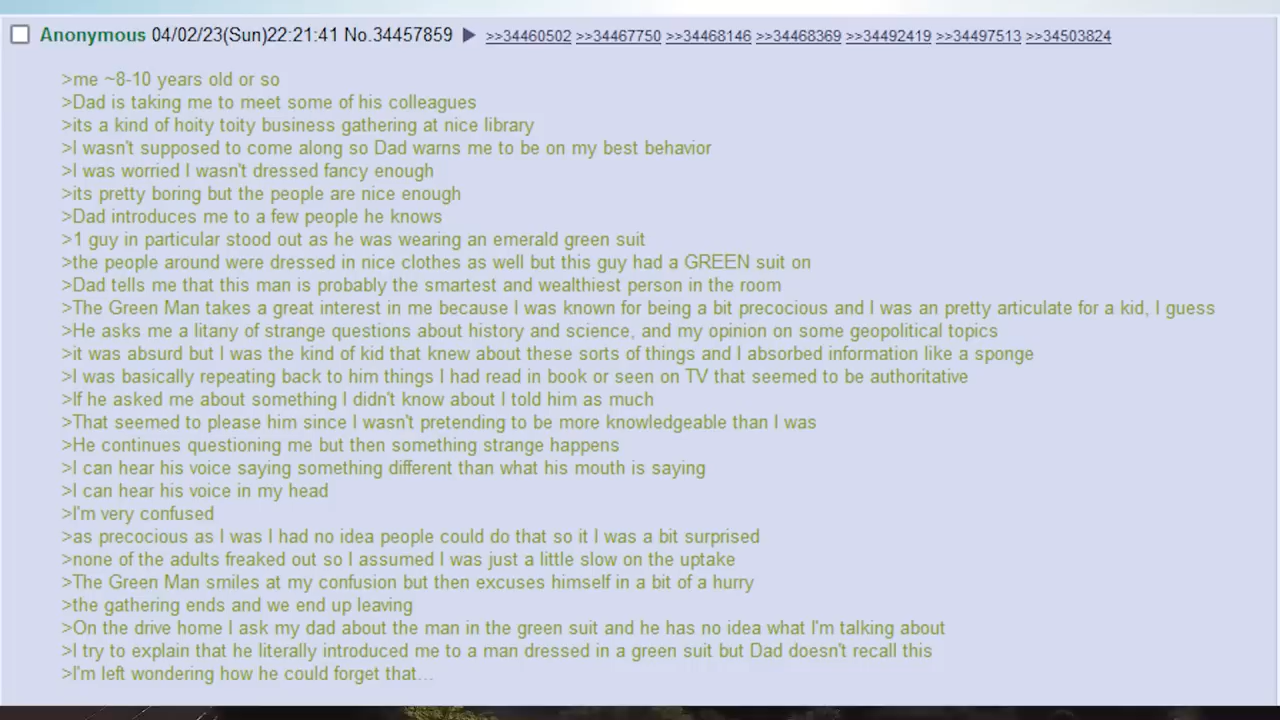 Anonymous 04/02/23(Sun)22:21:41 No.34457859 ▶ >>34460502 >>34467750 >>34468146 >>34468369 >>34492419 >>34497513 >>34503824
>me ~8-10 years old or so
>Dad is taking me to meet some of his colleagues
>its a kind of hoity toity business gathering at nice library
>I wasn't supposed to come along so Dad warns me to be on my best behavior
>I was worried I wasn't dressed fancy enough
>its pretty boring but the people are nice enough
>Dad introduces me to a few people he knows
>1 guy in particular stood out as he was wearing an emerald green suit
>the people around were dressed in nice clothes as well but this guy had a GREEN suit on
>Dad tells me that this man is probably the smartest and wealthiest person in the room
>The Green Man takes a great interest in me because I was known for being a bit precocious and I was an pretty articulate for a kid, I guess
>He asks me a litany of strange questions about history and science, and my opinion on some geopolitical topics
>it was absurd but I was the kind of kid that knew about these sorts of things and I absorbed information like a sponge
>I was basically repeating back to him things I had read in book or seen on TV that seemed to be authoritative
>If he asked me about something I didn't know about I told him as much
>That seemed to please him since I wasn't pretending to be more knowledgeable than I was
>He continues questioning me but then something strange happens
>I can hear his voice saying something different than what his mouth is saying
>I can hear his voice in my head
>I'm very confused
>as precocious as I was I had no idea people could do that so it I was a bit surprised
>none of the adults freaked out so I assumed I was just a little slow on the uptake
>The Green Man smiles at my confusion but then excuses himself in a bit of a hurry
>the gathering ends and we end up leaving
>On the drive home I ask my dad about the man in the green suit and he has no idea what I'm talking about
>I try to explain that he literally introduced me to a man dressed in a green suit but Dad doesn't recall this
>I'm left wondering how he could forget that...